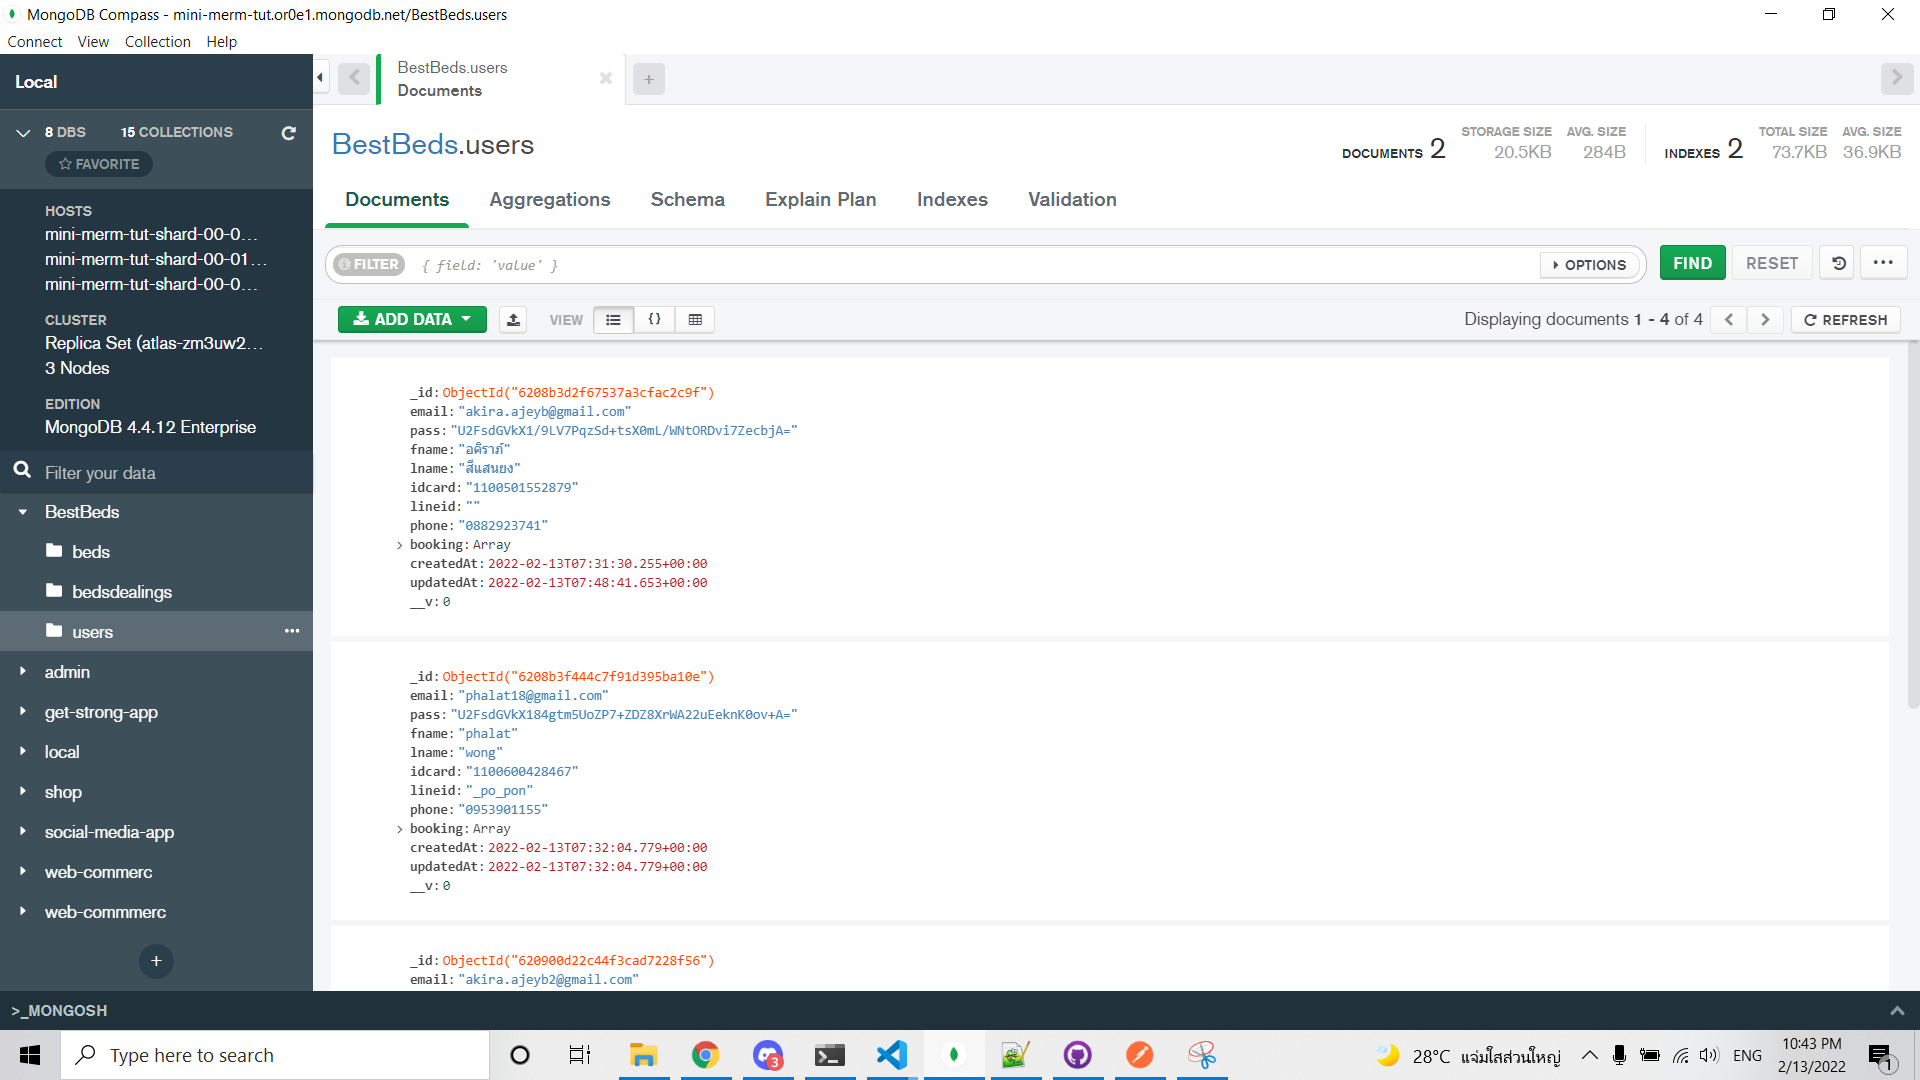 MongoDB Compass - mini-merm-tut.or0e1.mongodb.net/BestBeds.users
Connect View Collection Help
Local
8 DBS 15 COLLECTIONS
FAVORITE
HOSTS
mini-merm-tut-shard-00-0...
mini-merm-tut-shard-00-01...
mini-merm-tut-shard-00-0...
CLUSTER
Replica Set (atlas-zm3uw2...
3 Nodes
EDITION
MongoDB 4.4.12 Enterprise
Filter your data
BestBeds
beds
bedsdealings
users
admin
get-strong-app
local
shop
social-media-app
web-commerc
web-commmerc
BestBeds.users
Documents
BestBeds.users
DOCUMENTS 2 STORAGE SIZE 20.5KB AVG. SIZE 284B INDEXES 2 TOTAL SIZE 73.7KB AVG. SIZE 36.9KB
Documents Aggregations Schema Explain Plan Indexes Validation
FILTER { field: 'value' } OPTIONS FIND RESET
ADD DATA VIEW {} Displaying documents 1 - 4 of 4 REFRESH
_id: ObjectId("6208b3d2f67537a3cfac2c9f")
email: "akira.ajeyb@gmail.com"
pass: "U2FsdGVkX1/9LV7PqzSd+tsX0mL/WNtORDvi7ZecbjA="
fname: "อคิราภ์"
lname: "สีแสนยง"
idcard: "1100501552879"
lineid: ""
phone: "0882923741"
booking: Array
createdAt: 2022-02-13T07:31:30.255+00:00
updatedAt: 2022-02-13T07:48:41.653+00:00
__v: 0
_id: ObjectId("6208b3f444c7f91d395ba10e")
email: "phalat18@gmail.com"
pass: "U2FsdGVkX184gtm5UoZP7+ZDZ8XrWA22uEeknK0ov+A="
fname: "phalat"
lname: "wong"
idcard: "1100600428467"
lineid: "_po_pon"
phone: "0953901155"
booking: Array
createdAt: 2022-02-13T07:32:04.779+00:00
updatedAt: 2022-02-13T07:32:04.779+00:00
__v: 0
_id: ObjectId("620900d22c44f3cad7228f56")
email: "akira.ajeyb2@gmail.com"
>_MONGOSH
Type here to search
3
28°C แจ่มใสส่วนใหญ่
ENG
10:43 PM
2/13/2022
1